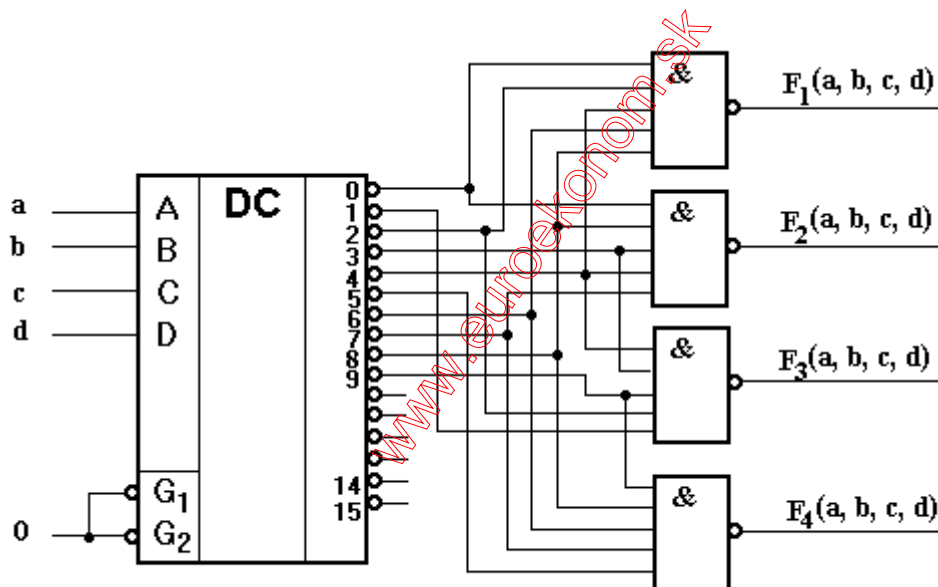 &
F1(a, b, c, d)
DC
a
A
b
B
c
C
d
D
0
1
2
3
4
5
6
7
8
9
14
15
&
F2(a, b, c, d)
&
F3(a, b, c, d)
0
G1
G2
&
F4(a, b, c, d)
www.euroekonom.sk